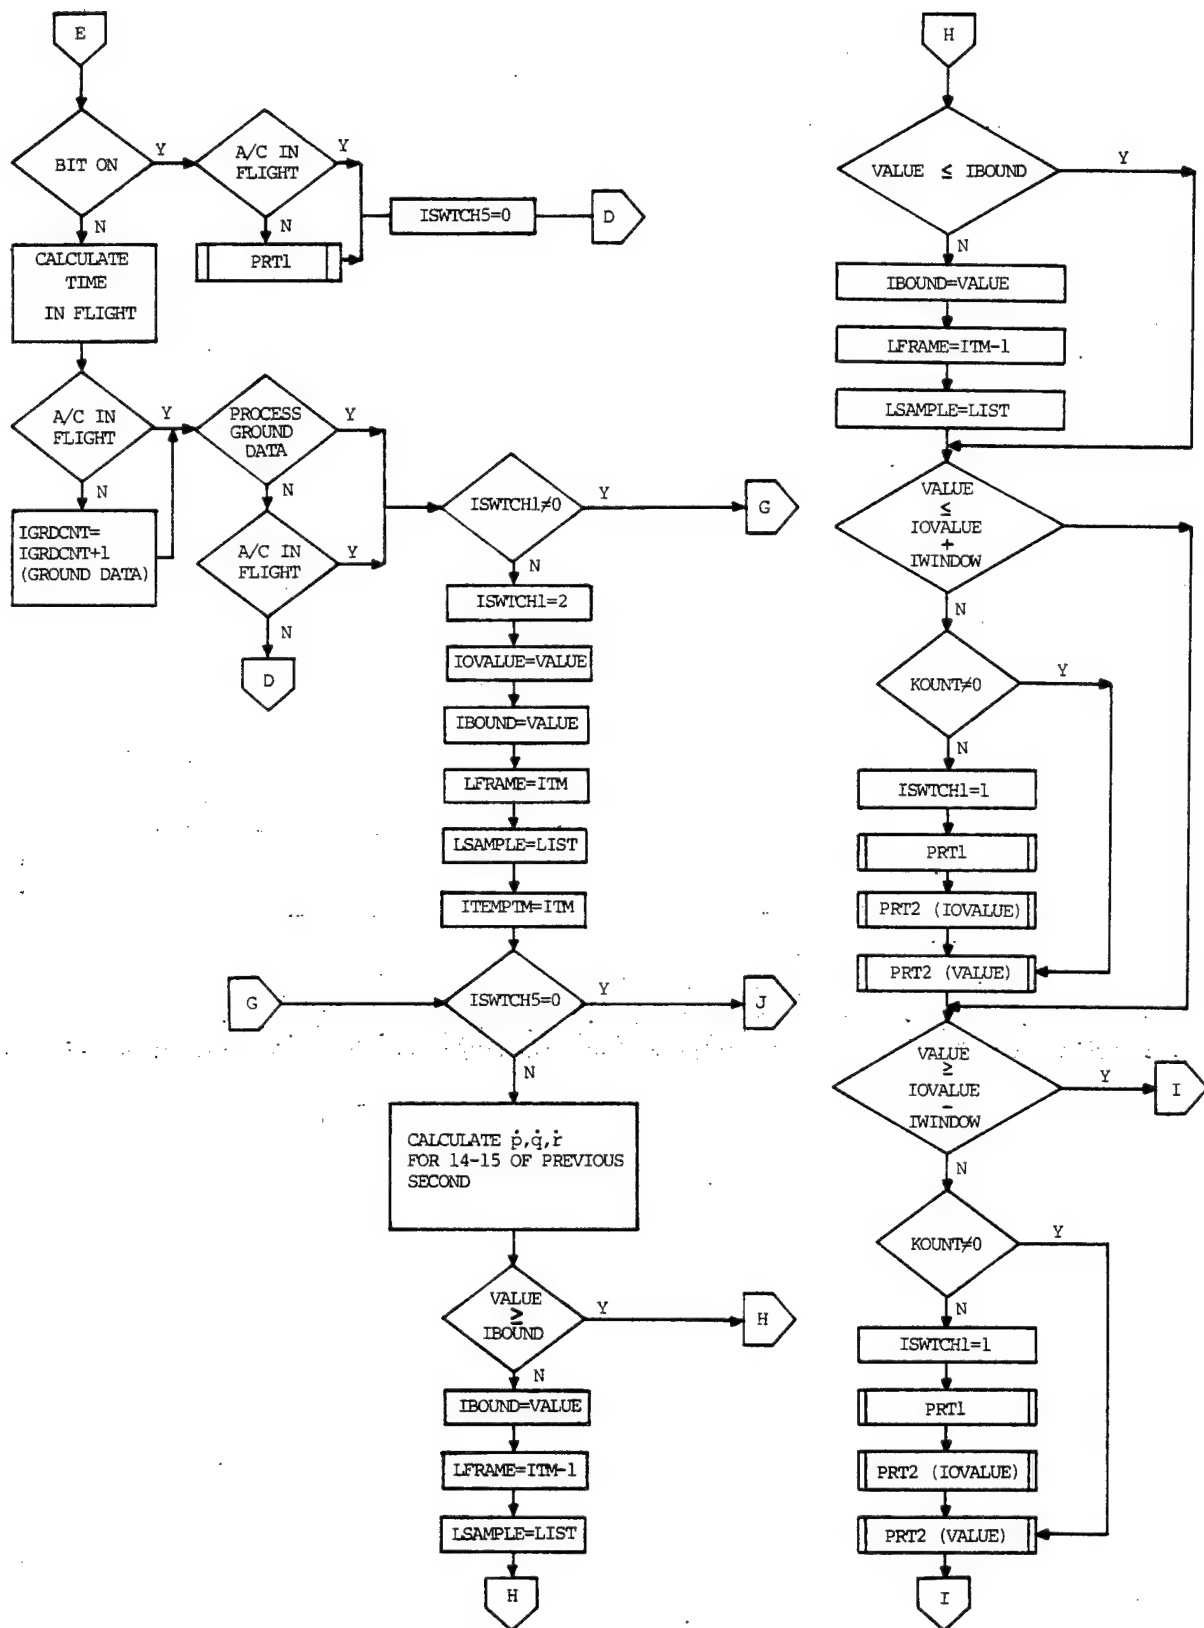 E
BIT ON
Y
A/C IN
FLIGHT
Y
N
PRT1
ISWTCH5=0
D
N
CALCULATE
TIME
IN FLIGHT
A/C IN
FLIGHT
Y
N
IGRDCNT=
IGRDCNT+1
(GROUND DATA)
PROCESS
GROUND
DATA
Y
N
A/C IN
FLIGHT
Y
N
D
ISWTCH1≠0
Y
G
N
ISWTCH1=2
IOVALUE=VALUE
IBOUND=VALUE
LFRAME=ITM
LSAMPLE=LIST
ITEMPTM=ITM
G
ISWTCH5=0
Y
J
N
CALCULATE ṗ,q̇,ṙ
FOR 14-15 OF PREVIOUS
SECOND
VALUE
≥
IBOUND
Y
H
N
IBOUND=VALUE
LFRAME=ITM-1
LSAMPLE=LIST
H
H
VALUE ≤ IBOUND
Y
N
IBOUND=VALUE
LFRAME=ITM-1
LSAMPLE=LIST
VALUE
≤
IOVALUE
+
IWINDOW
Y
N
KOUNT≠0
Y
N
ISWTCH1=1
PRT1
PRT2 (IOVALUE)
PRT2 (VALUE)
VALUE
≥
IOVALUE
-
IWINDOW
Y
I
N
KOUNT≠0
Y
N
ISWTCH1=1
PRT1
PRT2 (IOVALUE)
PRT2 (VALUE)
I